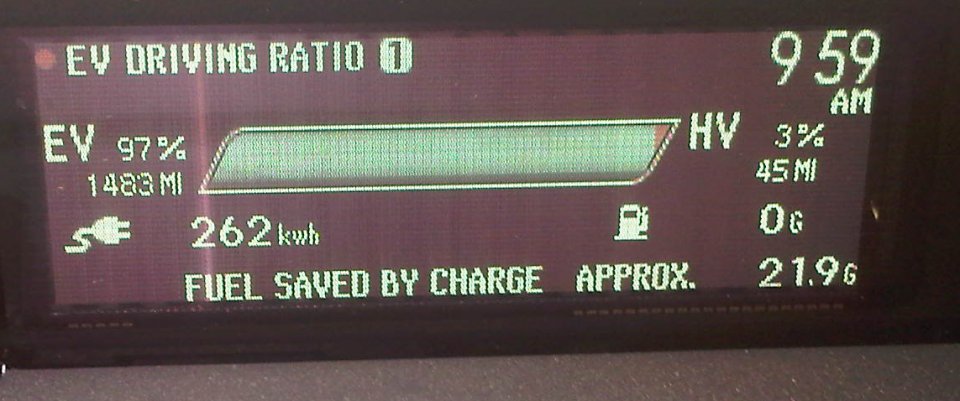 EV DRIVING RATIO 1
9 59
AM
EV 97% HV 3%
1483 MI 45 MI
262 kwh 0G
FUEL SAVED BY CHARGE APPROX. 21.9G